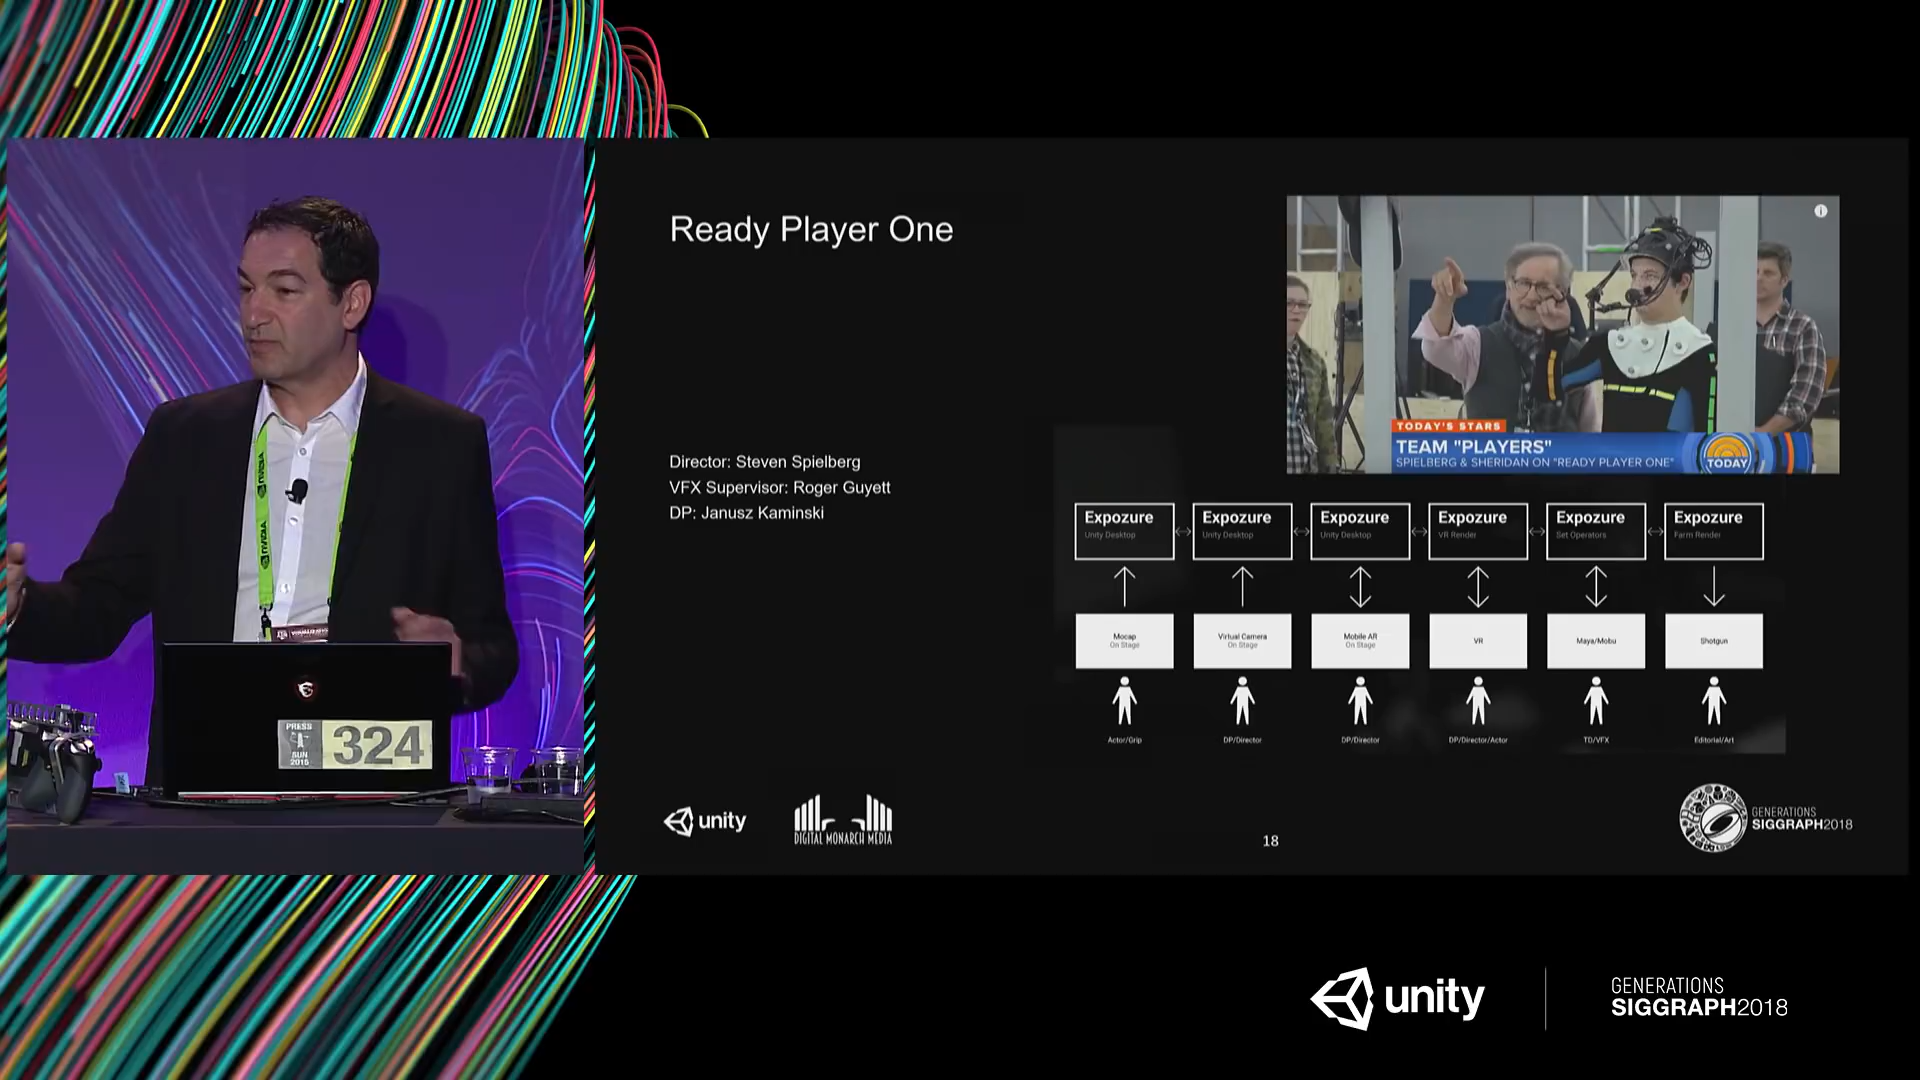 Ready Player One
Director: Steven Spielberg
VFX Supervisor: Roger Guyett
DP: Janusz Kaminski
TODAY'S STARS
TEAM "PLAYERS"
SPIELBERG & SHERIDAN ON "READY PLAYER ONE"
TODAY
Expozure
Unity Desktop
Expozure
Unity Desktop
Expozure
Unity Desktop
Expozure
VR Render
Expozure
Set Operators
Expozure
Farm Render
Mocap
On Stage
Virtual Camera
On Stage
Mobile AR
On Stage
VR
Maya/Mobu
Shotgun
Actor/Grip
DP/Director
DP/Director
DP/Director/Actor
TD/VFX
Editorial/Art
unity
DIGITAL MONARCH MEDIA
18
GENERATIONS
SIGGRAPH2018
NVIDIA
NVIDIA
PRESS
SUN
2015
324
unity
GENERATIONS
SIGGRAPH2018